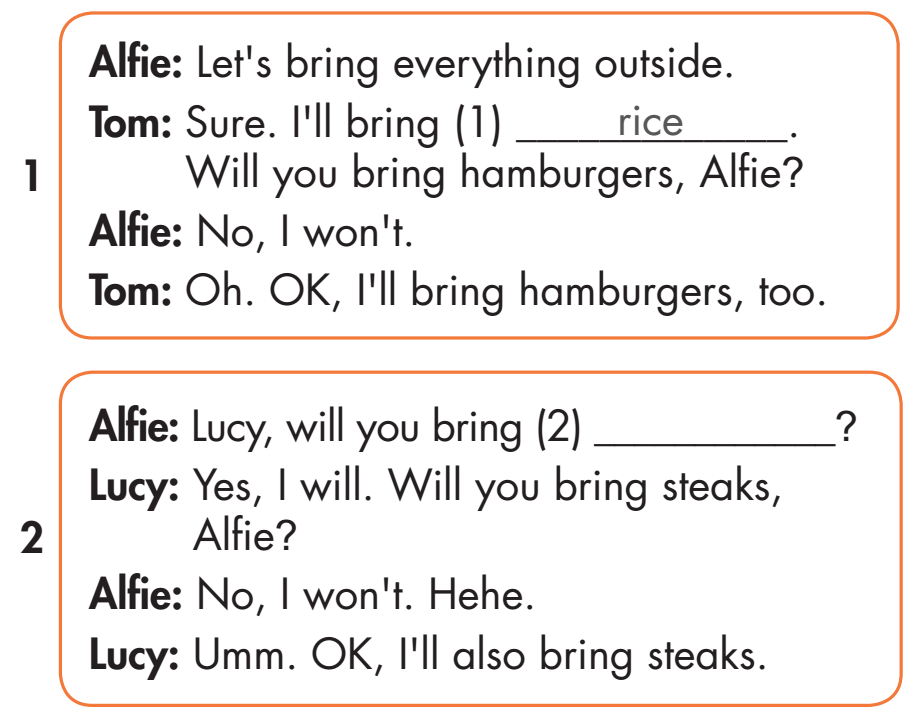 1
Alfie: Let's bring everything outside.
Tom: Sure. I'll bring (1) ____rice____.
Will you bring hamburgers, Alfie?
Alfie: No, I won't.
Tom: Oh. OK, I'll bring hamburgers, too.
2
Alfie: Lucy, will you bring (2) ____________?
Lucy: Yes, I will. Will you bring steaks,
Alfie?
Alfie: No, I won't. Hehe.
Lucy: Umm. OK, I'll also bring steaks.